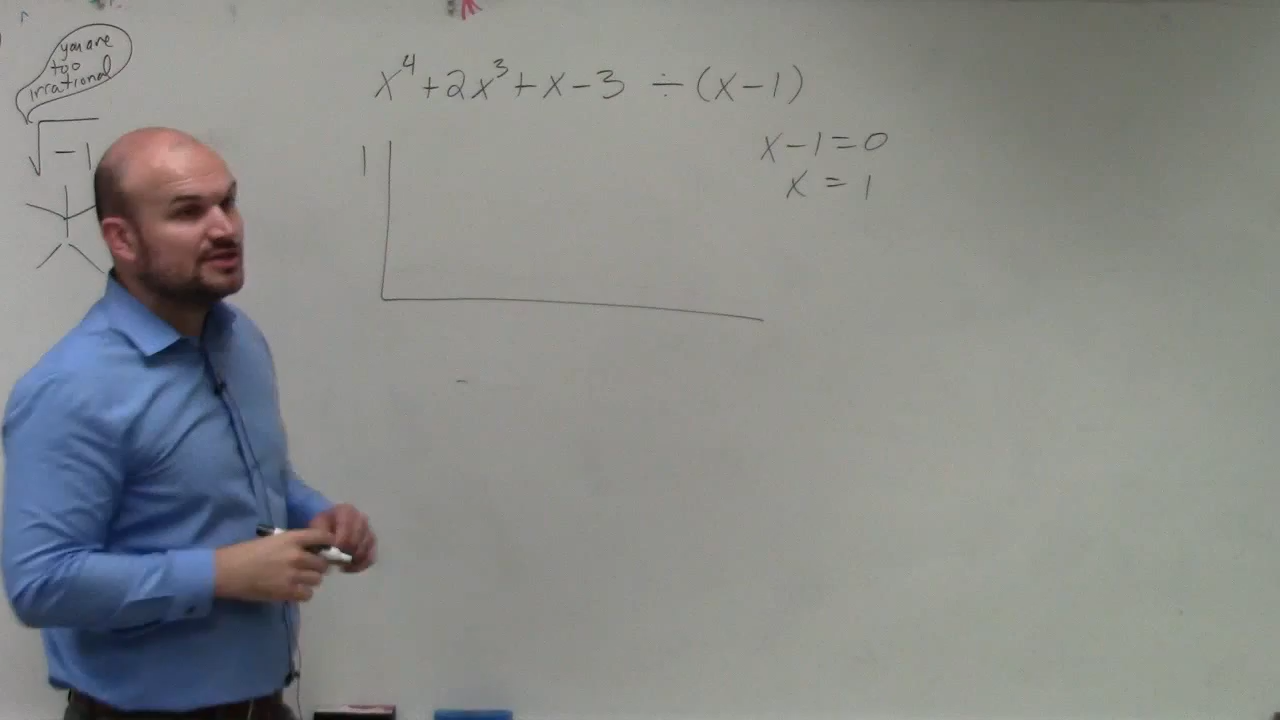 you are
too
irrational
√-1
x⁴ + 2x³ + x - 3 ÷ (x - 1)
x - 1 = 0
x = 1
1